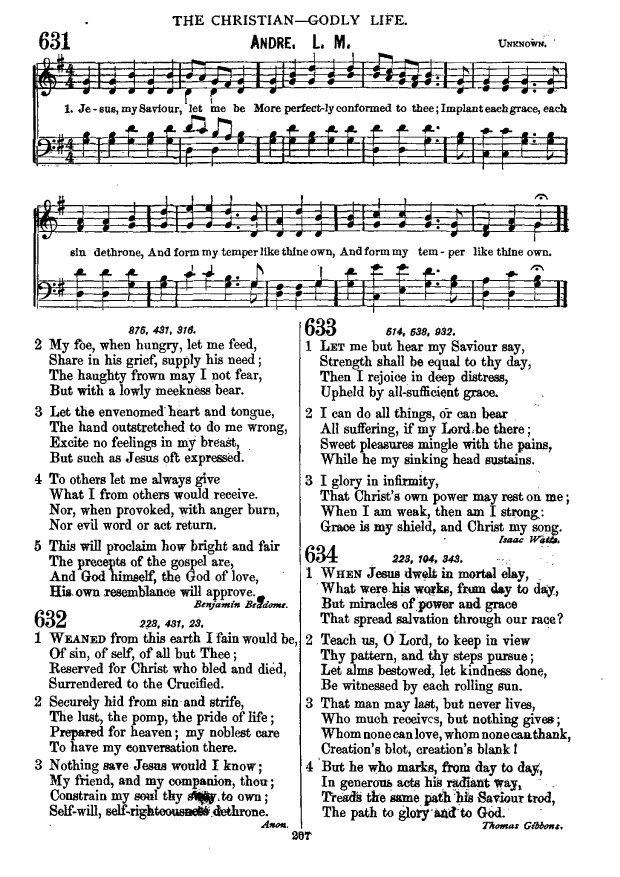 THE CHRISTIAN—GODLY LIFE.
631
ANDRE. L. M.
UNKNOWN.
1. Je-sus, my Saviour, let me be More perfect-ly conformed to thee; Implant each grace, each
sin dethrone, And form my temper like thine own, And form my tem-per like thine own.
876, 431, 316.
2 My foe, when hungry, let me feed,
Share in his grief, supply his need;
The haughty frown may I not fear,
But with a lowly meekness bear.
3 Let the envenomed heart and tongue,
The hand outstretched to do me wrong,
Excite no feelings in my breast,
But such as Jesus oft expressed.
4 To others let me always give
What I from others would receive.
Nor, when provoked, with anger burn,
Nor evil word or act return.
5 This will proclaim how bright and fair
The precepts of the gospel are,
And God himself, the God of love,
His own resemblance will approve.
Benjamin Beddome.
632
223, 431, 23.
1 WEANED from this earth I fain would be,
Of sin, of self, of all but Thee;
Reserved for Christ who bled and died,
Surrendered to the Crucified.
2 Securely hid from sin and strife,
The lust, the pomp, the pride of life;
Prepared for heaven; my noblest care
To have my conversation there.
3 Nothing save Jesus would I know;
My friend, and my companion, thou;
Constrain my soul thy to own;
Self-will, self-righteousness dethrone.
Anon.
633
614, 638, 932.
1 LET me but hear my Saviour say,
Strength shall be equal to thy day,
Then I rejoice in deep distress,
Upheld by all-sufficient grace.
2 I can do all things, or can bear
All suffering, if my Lord be there;
Sweet pleasures mingle with the pains,
While he my sinking head sustains.
3 I glory in infirmity,
That Christ's own power may rest on me;
When I am weak, then am I strong:
Grace is my shield, and Christ my song.
Isaac Watts.
634
223, 104, 343.
1 WHEN Jesus dwelt in mortal clay,
What were his works, from day to day,
But miracles of power and grace
That spread salvation through our race?
2 Teach us, O Lord, to keep in view
Thy pattern, and thy steps pursue;
Let alms bestowed, let kindness done,
Be witnessed by each rolling sun.
3 That man may last, but never lives,
Who much receives, but nothing gives;
Whom none can love, whom none can thank,
Creation's blot, creation's blank!
4 But he who marks, from day to day,
In generous acts his radiant way,
Treads the same path his Saviour trod,
The path to glory and to God.
Thomas Gibbons.
207